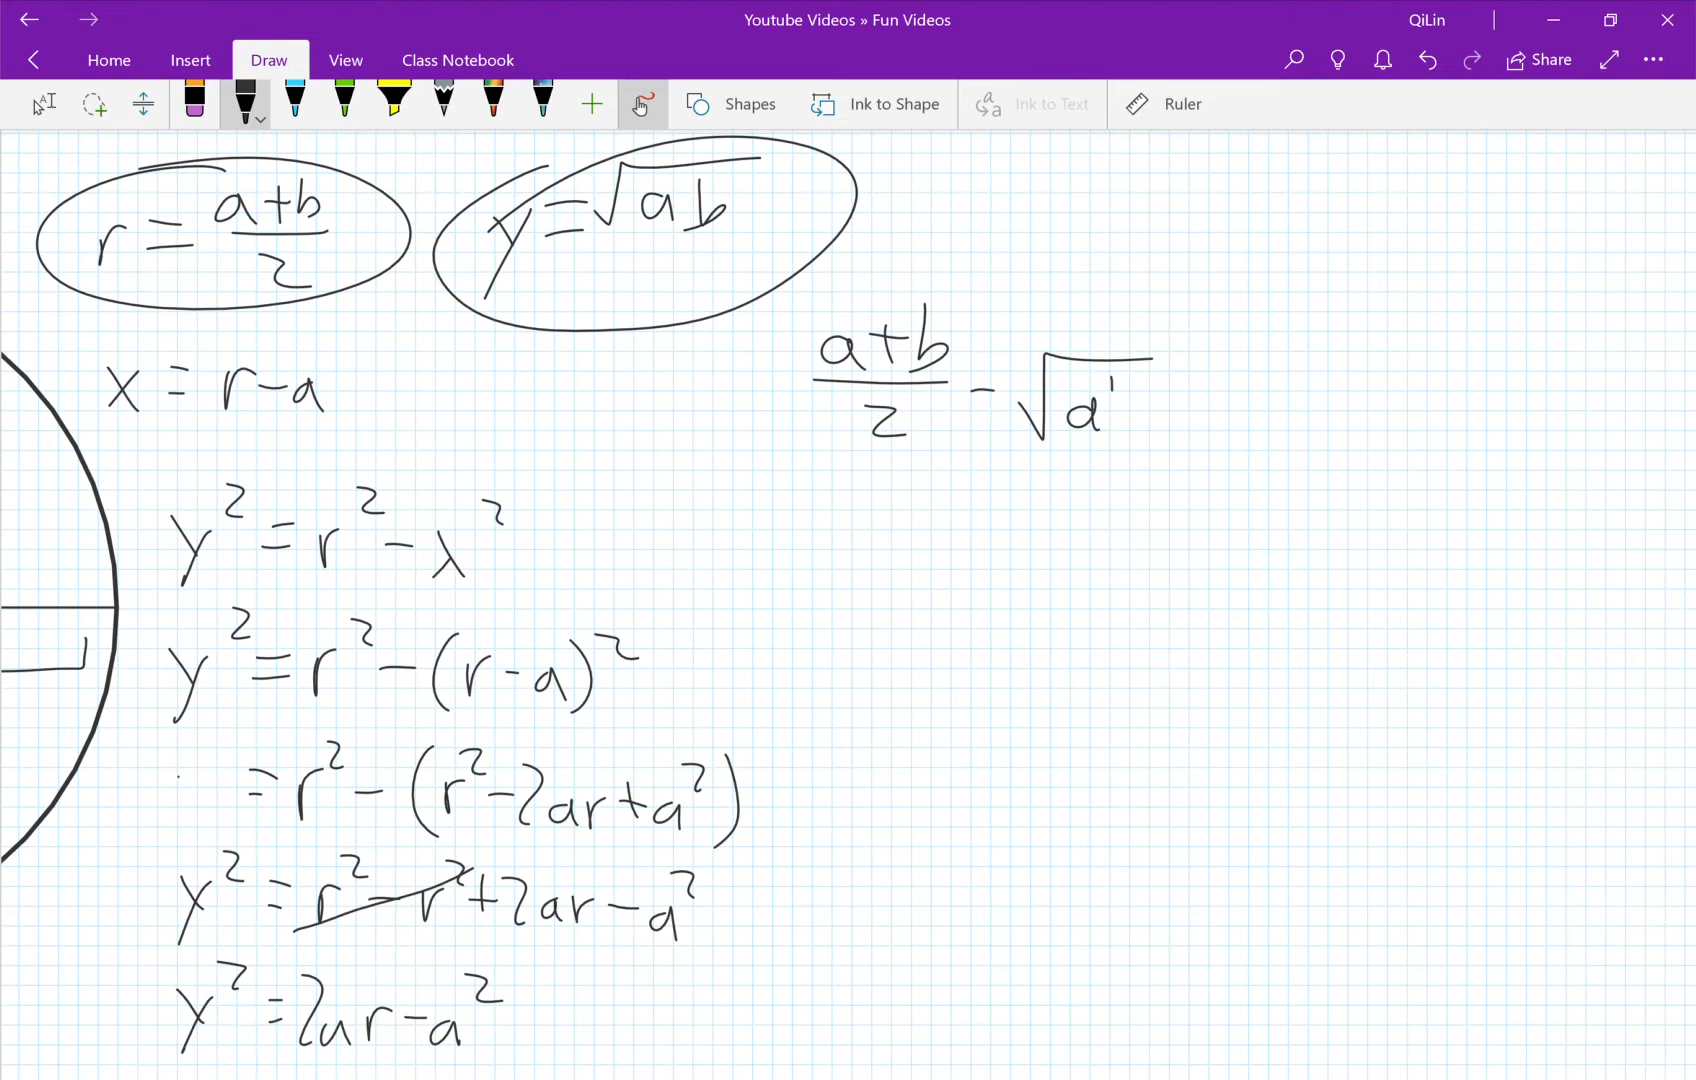 Youtube Videos » Fun Videos
QiLin
Home Insert Draw View Class Notebook
Share
Shapes Ink to Shape Ink to Text Ruler
r = (a+b)/2
y = √(ab)
x = r-a
(a+b)/2 - √(a
y² = r² - x²
y² = r² - (r-a)²
= r² - (r² - 2ar + a²)
y² = r² - r² + 2ar - a²
y² = 2ar - a²